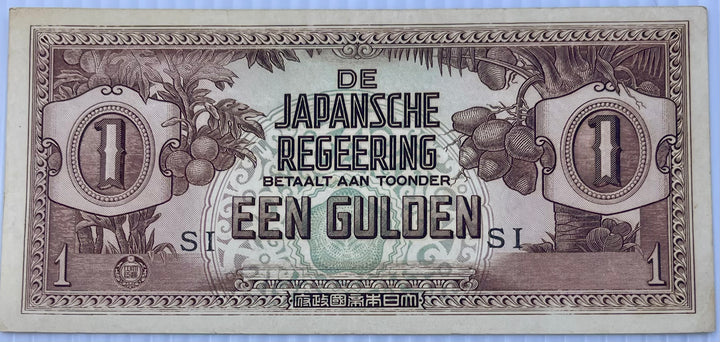 DE
JAPANSCHE
REGEERING
BETAALT AAN TOONDER
EEN GULDEN
1
1
SI
SI
1
1
大日本帝國政府